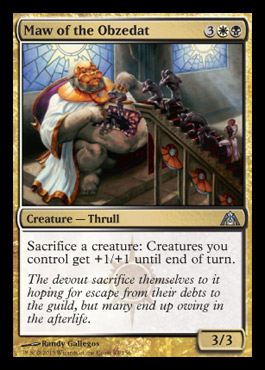 Maw of the Obzedat 3
Creature — Thrull
Sacrifice a creature: Creatures you
control get +1/+1 until end of turn.
The devout sacrifice themselves to it
hoping for escape from their debts to
the guild, but many end up owing in
the afterlife.
Randy Gallegos
3/3